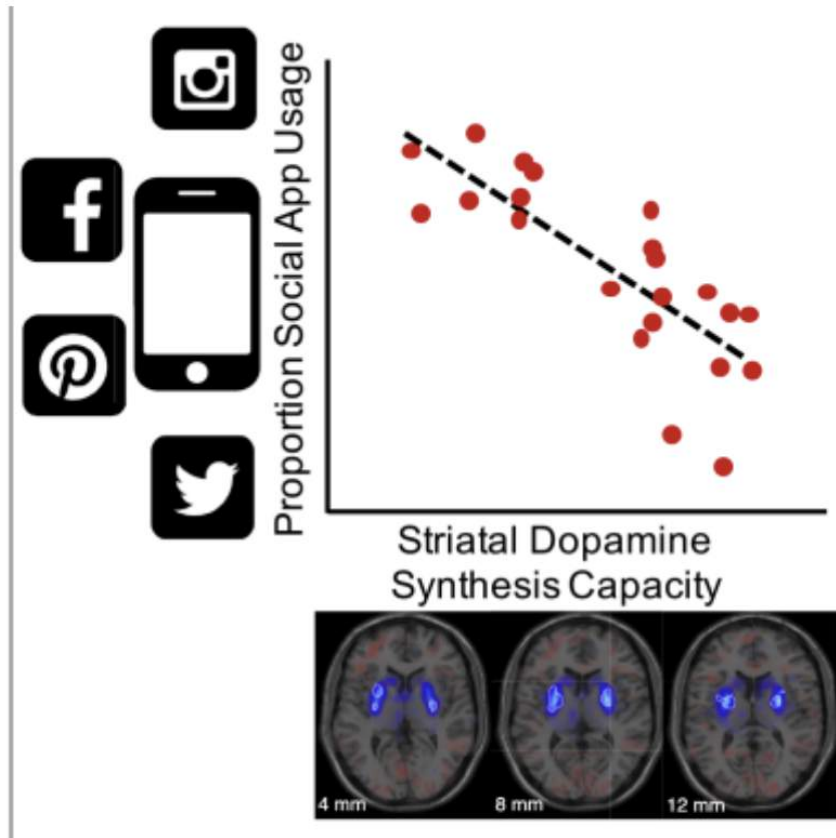 Proportion Social App Usage
Striatal Dopamine
Synthesis Capacity
4 mm
8 mm
12 mm